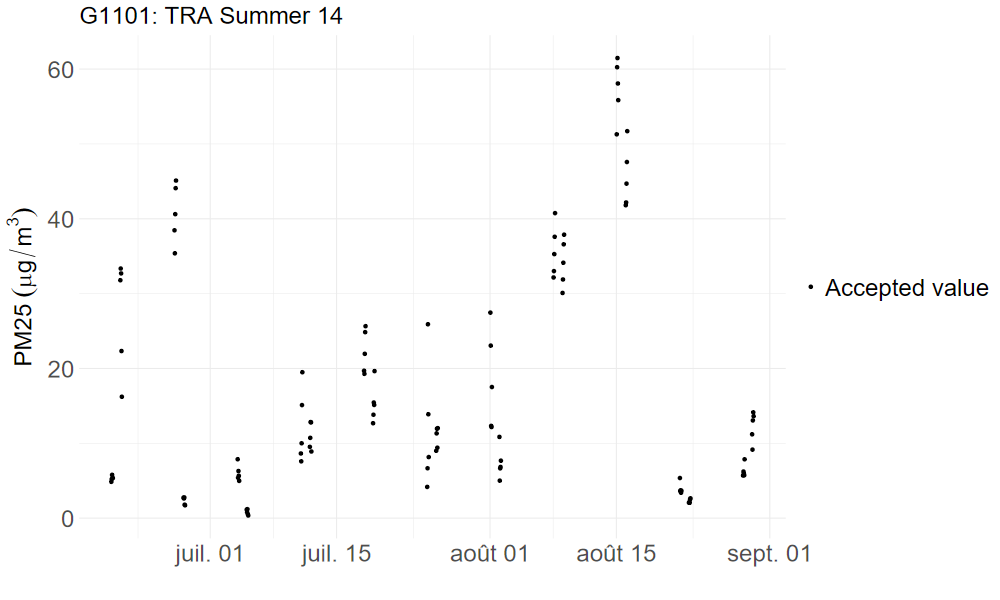 G1101: TRA Summer 14
60
40
20
0
PM25 (μg/m³)
juil. 01
juil. 15
août 01
août 15
sept. 01
Accepted value